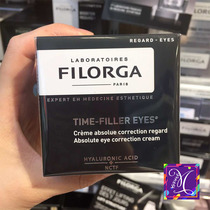 REGARD - EYES
LABORATOIRES
FILORGA
PARIS
EXPERT EN MÉDECINE ESTHÉTIQUE
TIME-FILLER EYES*
Crème absolue correction regard
Absolute eye correction cream
HYALURONIC ACID
+
NCTF